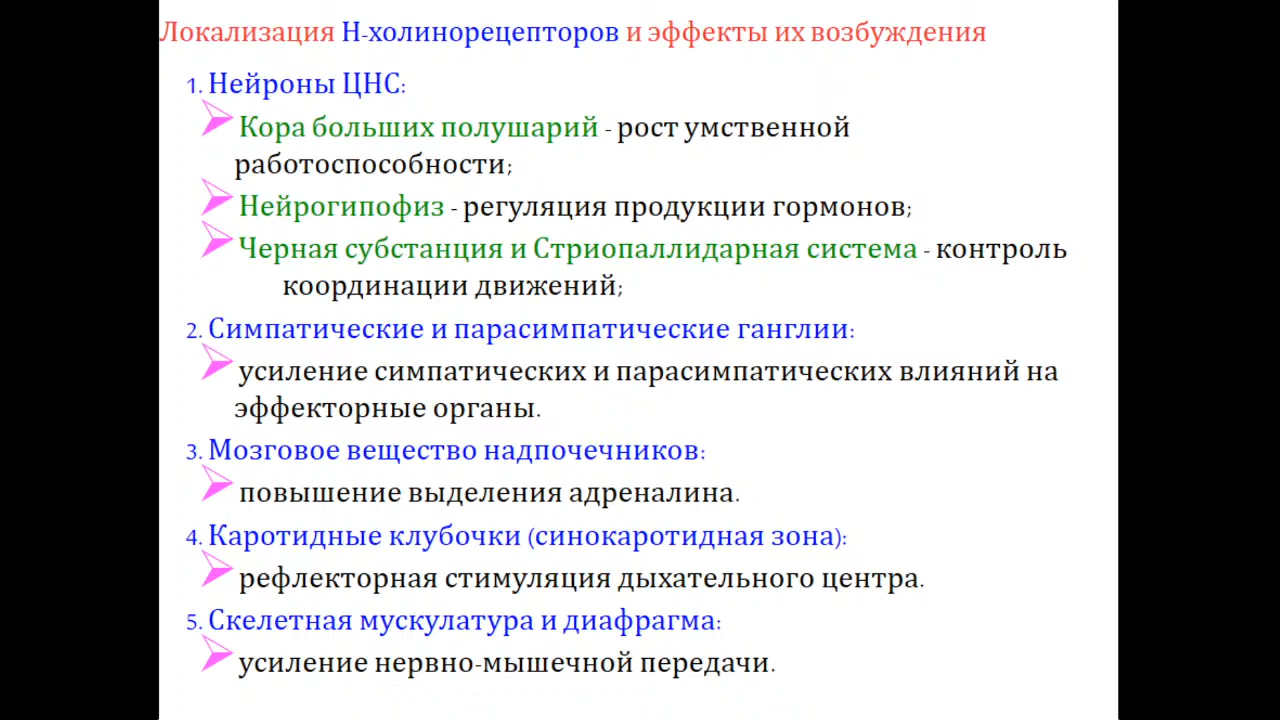 Локализация Н-холинорецепторов и эффекты их возбуждения
1. Нейроны ЦНС:
Кора больших полушарий - рост умственной
работоспособности;
Нейрогипофиз - регуляция продукции гормонов;
Черная субстанция и Стриопаллидарная система - контроль
координации движений;
2. Симпатические и парасимпатические ганглии:
усиление симпатических и парасимпатических влияний на
эффекторные органы.
3. Мозговое вещество надпочечников:
повышение выделения адреналина.
4. Каротидные клубочки (синокаротидная зона):
рефлекторная стимуляция дыхательного центра.
5. Скелетная мускулатура и диафрагма:
усиление нервно-мышечной передачи.